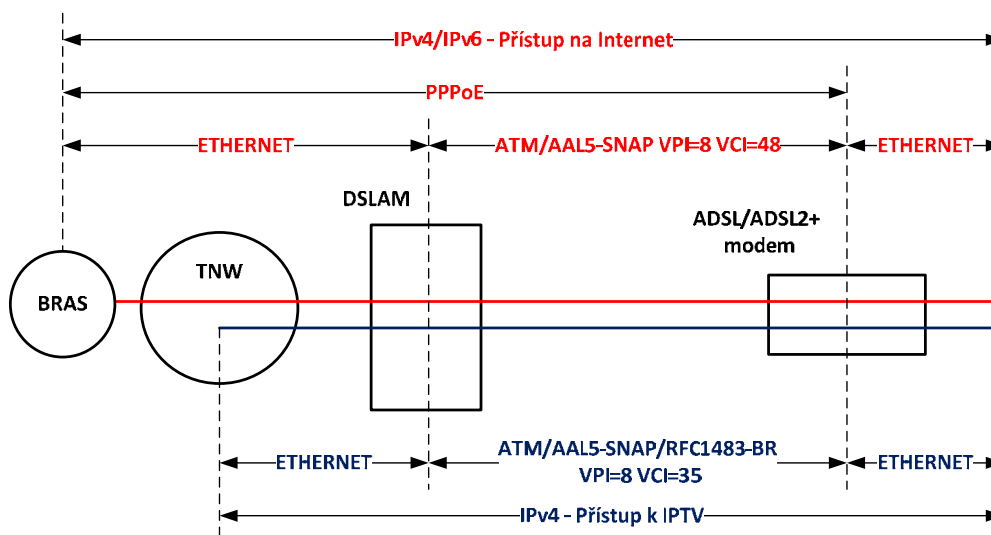 IPv4/IPv6 - Přístup na Internet
PPPoE
ETHERNET
ATM/AAL5-SNAP VPI=8 VCI=48
ETHERNET
DSLAM
ADSL/ADSL2+
modem
TNW
BRAS
ETHERNET
ATM/AAL5-SNAP/RFC1483-BR
VPI=8 VCI=35
ETHERNET
IPv4 - Přístup k IPTV